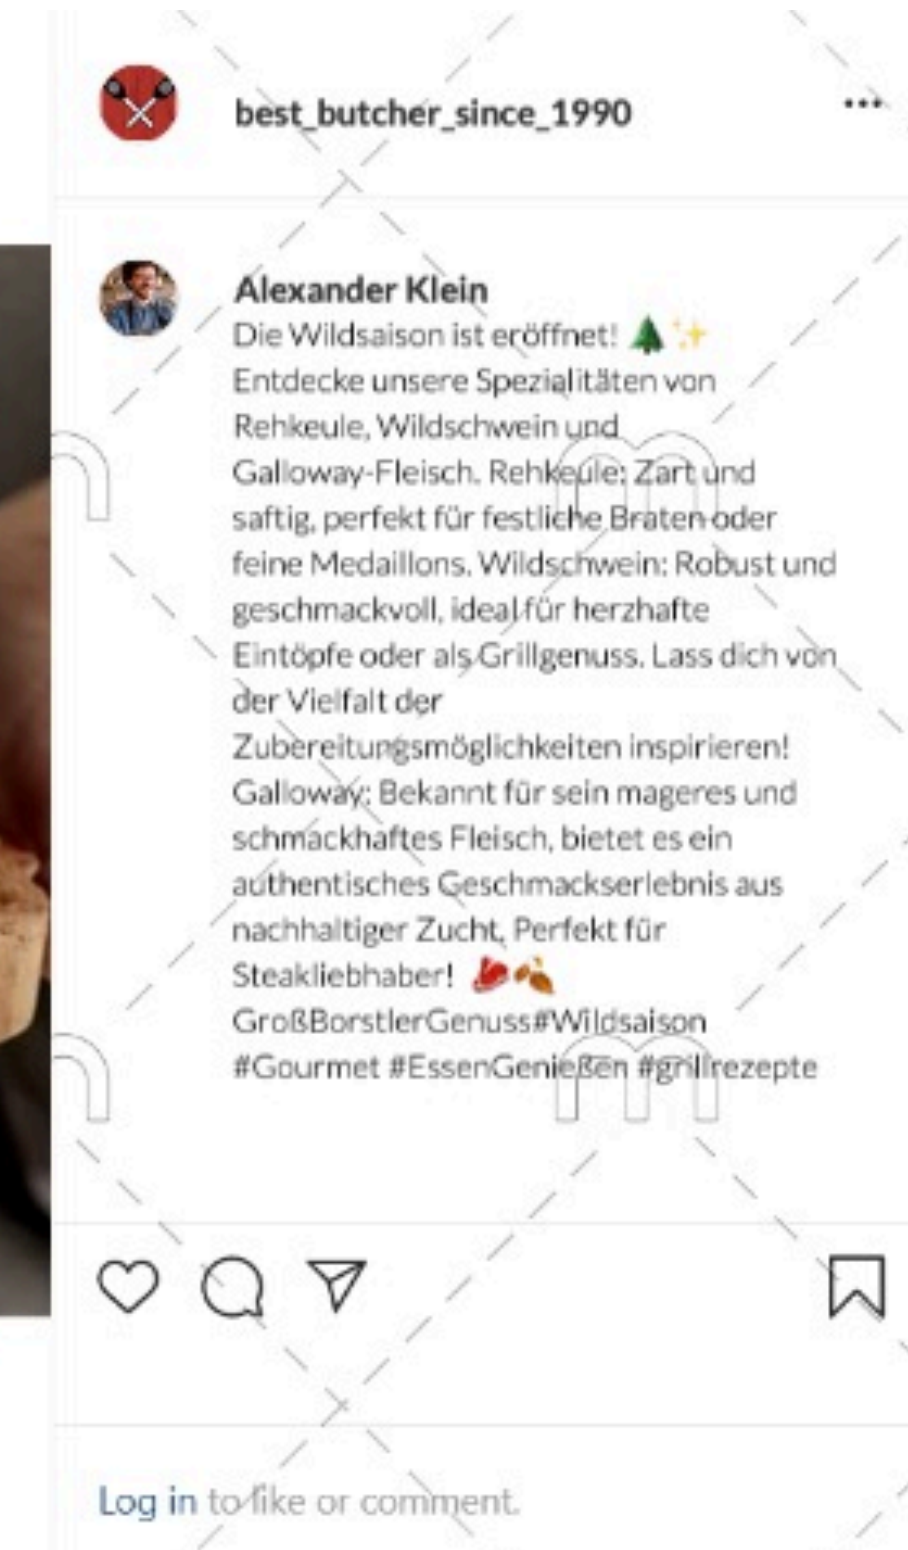 best_butcher_since_1990
Alexander Klein
Die Wildsaison ist eröffnet! 🌲✨
Entdecke unsere Spezialitäten von
Rehkeule, Wildschwein und
Galloway-Fleisch. Rehkeule: Zart und
saftig, perfekt für festliche Braten oder
feine Medaillons. Wildschwein: Robust und
geschmackvoll, ideal für herzhafte
Eintöpfe oder als Grillgenuss. Lass dich von
der Vielfalt der
Zubereitungsmöglichkeiten inspirieren!
Galloway: Bekannt für sein mageres und
schmackhaftes Fleisch, bietet es ein
authentisches Geschmackserlebnis aus
nachhaltiger Zucht, Perfekt für
Steakliebhaber! 🥩🍂
GroßBorstlerGenuss#Wildsaison
#Gourmet #EssenGenießen #grillrezepte
Log in to like or comment.